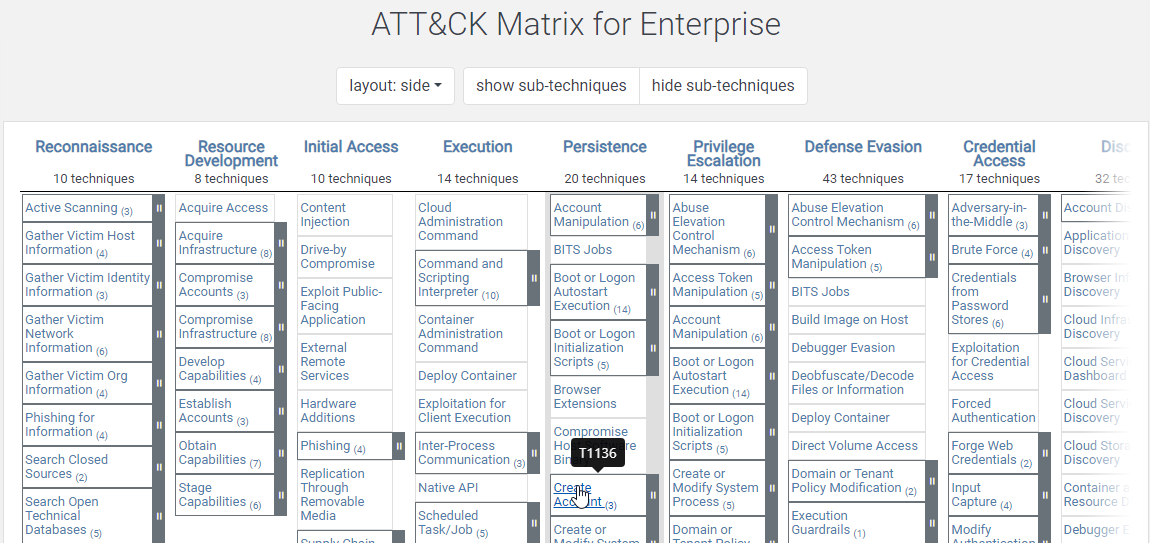 ATT&CK Matrix for Enterprise
layout: side
show sub-techniques
hide sub-techniques
Reconnaissance
10 techniques
Active Scanning (3)
Gather Victim Host
Information (4)
Gather Victim Identity
Information (3)
Gather Victim
Network
Information (6)
Gather Victim Org
Information (4)
Phishing for
Information (4)
Search Closed
Sources (2)
Search Open
Technical
Databases (5)
Resource
Development
8 techniques
Acquire Access
Acquire
Infrastructure (8)
Compromise
Accounts (3)
Compromise
Infrastructure (8)
Develop
Capabilities (4)
Establish
Accounts (3)
Obtain
Capabilities (7)
Stage
Capabilities (6)
Initial Access
10 techniques
Content
Injection
Drive-by
Compromise
Exploit Public-
Facing
Application
External
Remote
Services
Hardware
Additions
Phishing (4)
Replication
Through
Removable
Media
Supply Chain
Execution
14 techniques
Cloud
Administration
Command
Command and
Scripting
Interpreter (10)
Container
Administration
Command
Deploy Container
Exploitation for
Client Execution
Inter-Process
Communication (3)
Native API
Scheduled
Task/Job (5)
Persistence
20 techniques
Account
Manipulation (6)
BITS Jobs
Boot or Logon
Autostart
Execution (14)
Boot or Logon
Initialization
Scripts (5)
Browser
Extensions
Compromise
T1136
Create
Account (3)
Create or
Modify System
Privilege
Escalation
14 techniques
Abuse
Elevation
Control
Mechanism (6)
Access Token
Manipulation (5)
Account
Manipulation (6)
Boot or Logon
Autostart
Execution (14)
Boot or Logon
Initialization
Scripts (5)
Create or
Modify System
Process (5)
Domain or
Tenant Policy
Defense Evasion
43 techniques
Abuse Elevation
Control Mechanism (6)
Access Token
Manipulation (5)
BITS Jobs
Build Image on Host
Debugger Evasion
Deobfuscate/Decode
Files or Information
Deploy Container
Direct Volume Access
Domain or Tenant
Policy Modification (2)
Execution
Guardrails (1)
Credential
Access
17 techniques
Adversary-in-
the-Middle (3)
Brute Force (4)
Credentials
from
Password
Stores (6)
Exploitation
for Credential
Access
Forced
Authentication
Forge Web
Credentials (2)
Input
Capture (4)
Modify
Authentication
Disc
32 tec
Account Di
Application
Discovery
Browser Inf
Discovery
Cloud Infra
Discovery
Cloud Servi
Dashboard
Cloud Servi
Discovery
Cloud Stora
Discovery
Container a
Resource D
Debugger E